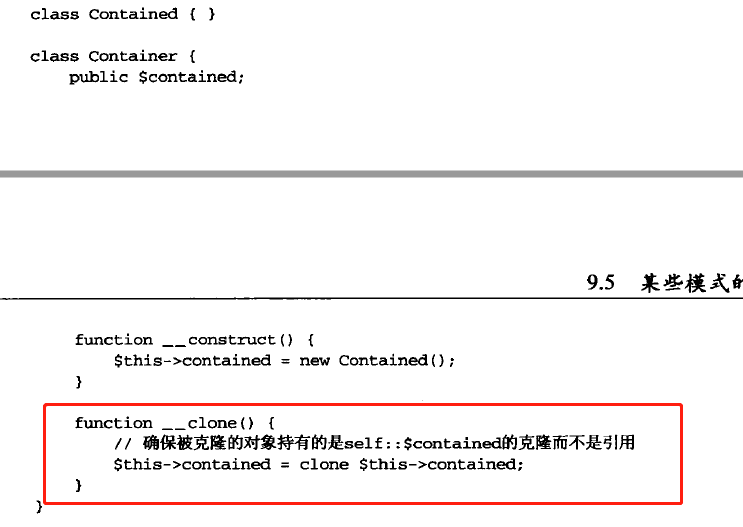 class Contained { }
class Container {
public $contained;
9.5 某些模式的
function __construct() {
$this->contained = new Contained();
}
function __clone() {
// 确保被克隆的对象持有的是self::$contained的克隆而不是引用
$this->contained = clone $this->contained;
}
}